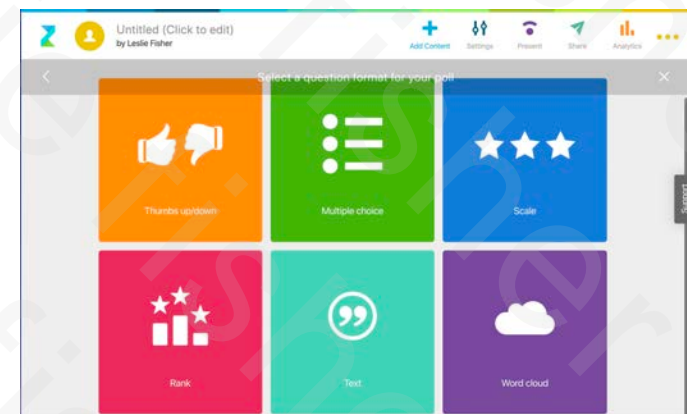 Untitled (Click to edit)
by Leslie Fisher
Add Content
Settings
Present
Share
Analytics
Select a question format for your poll
Thumbs up/down
Multiple choice
Scale
Support
Rank
Text
Word cloud